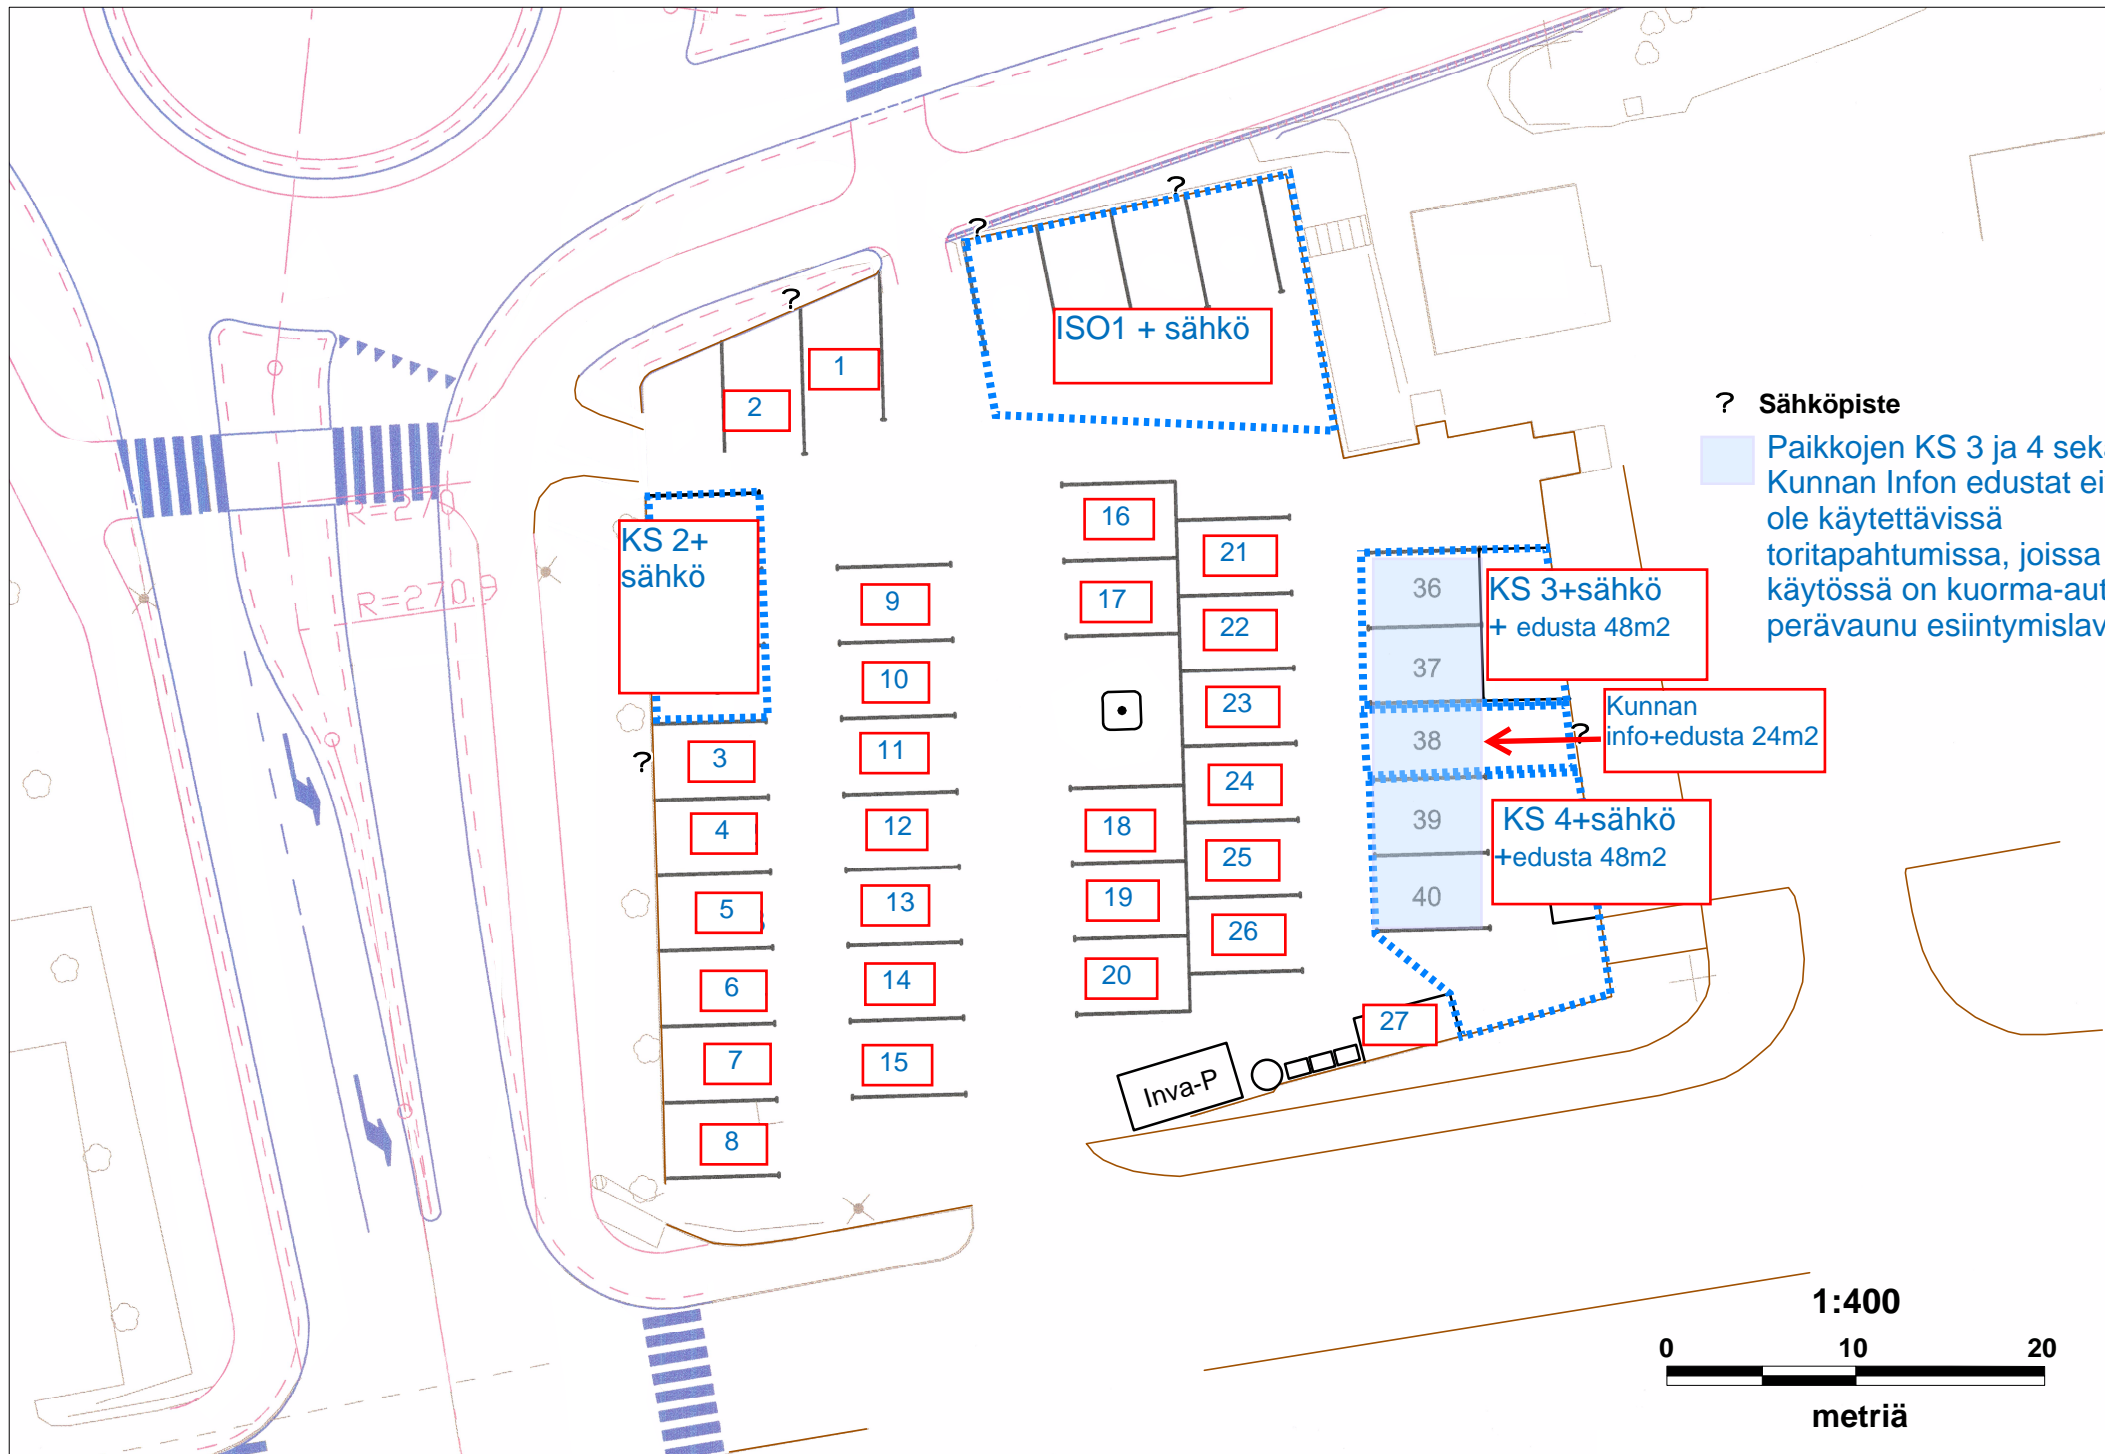 ?
?
?
ISO1 + sähkö
1
2
? Sähköpiste
Paikkojen KS 3 ja 4 sekä
Kunnan Infon edustat ei
ole käytettävissä
toritapahtumissa, joissa
käytössä on kuorma-aut
perävaunu esiintymislav
R=270
R=270.9
KS 2+
sähkö
16
21
9
17
22
10
23
11
24
3
?
4
12
18
25
5
13
19
26
6
14
20
7
15
27
8
36
37
38
39
40
KS 3+sähkö
+ edusta 48m2
Kunnan
info+edusta 24m2
?
KS 4+sähkö
+edusta 48m2
Inva-P
1:400
0 10 20
metriä